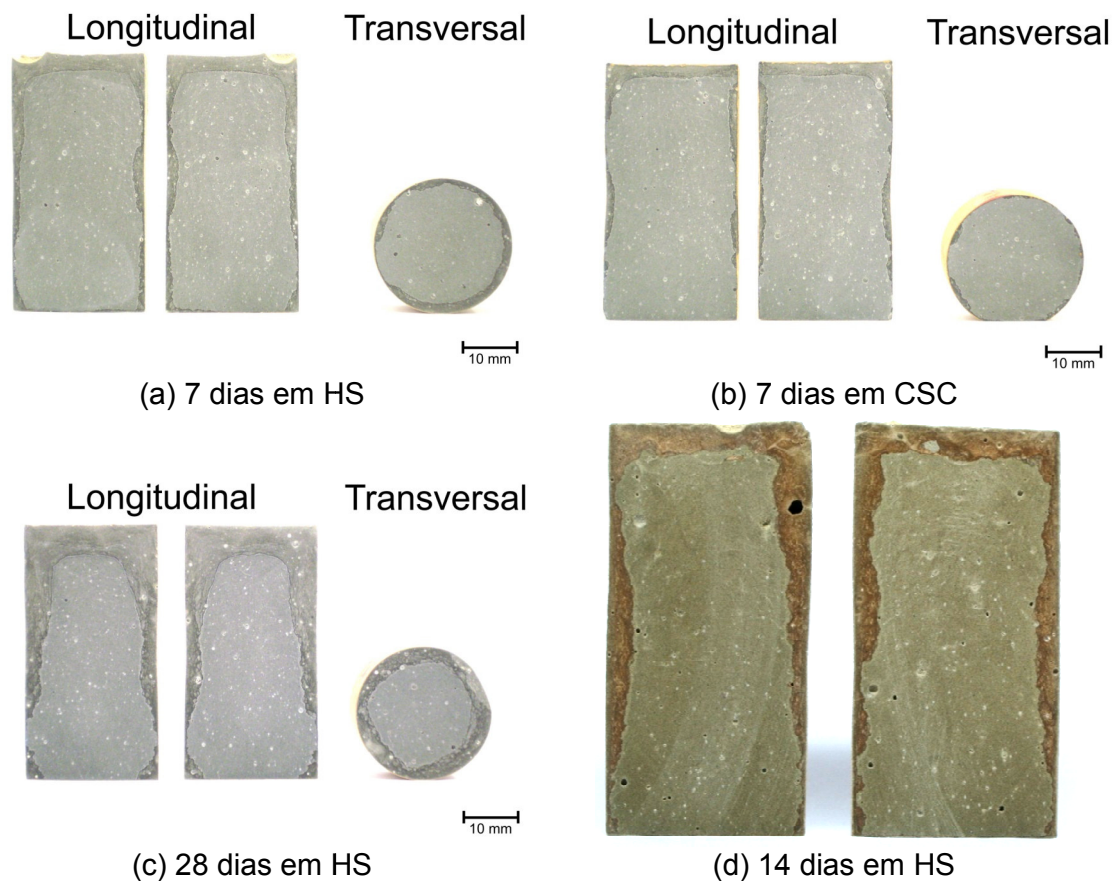 Longitudinal Transversal
Longitudinal Transversal
10 mm
10 mm
(a) 7 dias em HS
(b) 7 dias em CSC
Longitudinal Transversal
10 mm
(c) 28 dias em HS
(d) 14 dias em HS